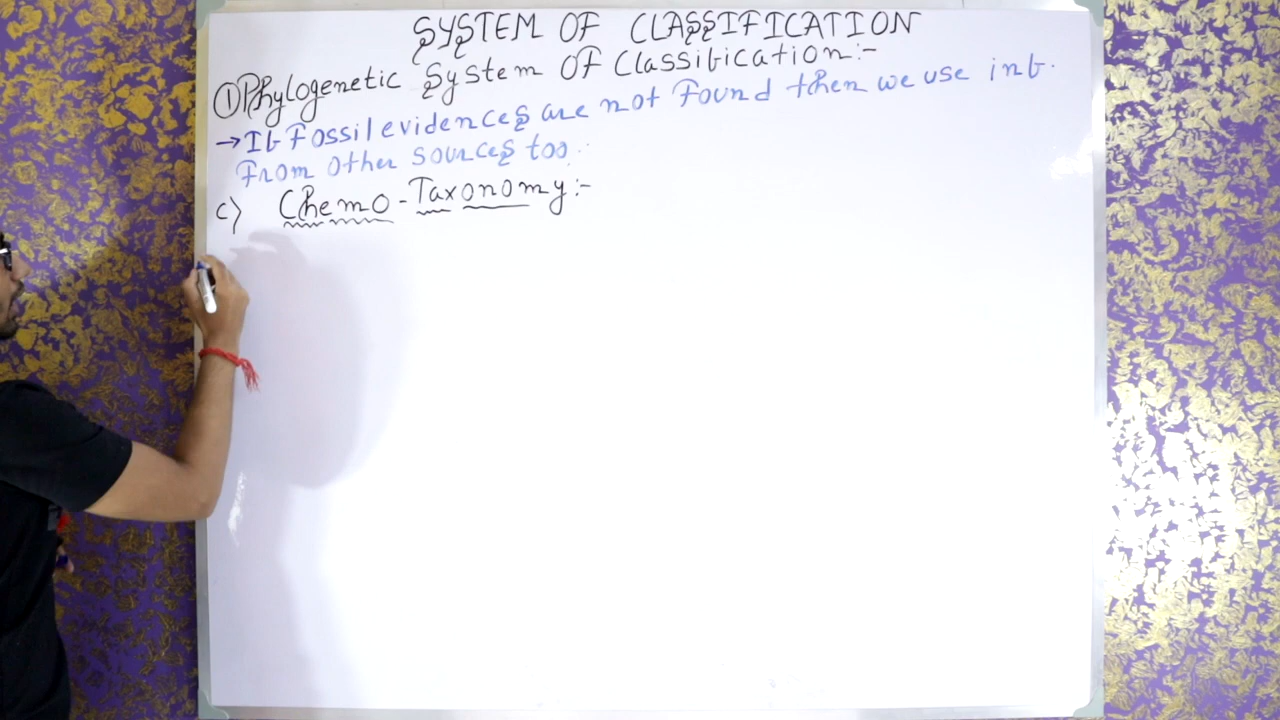 SYSTEM OF CLASSIFICATION
① Phylogenetic System Of Classification:-
→ If Fossil evidences are not Found then we use inf.
From other sources too.
c) Chemo-Taxonomy:-